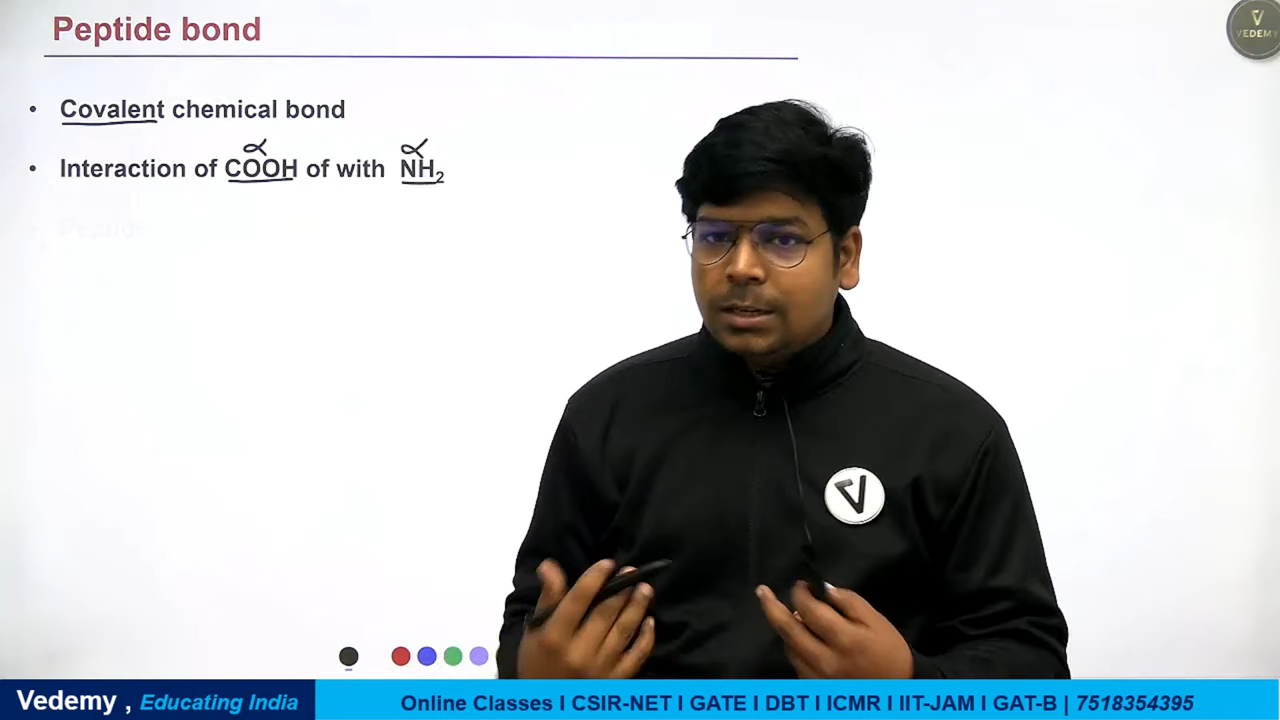 Peptide bond
V
VEDEMY
• Covalent chemical bond
α α
• Interaction of COOH of with NH₂
V
Vedemy , Educating India
Online Classes I CSIR-NET I GATE I DBT I ICMR I IIT-JAM I GAT-B | 7518354395